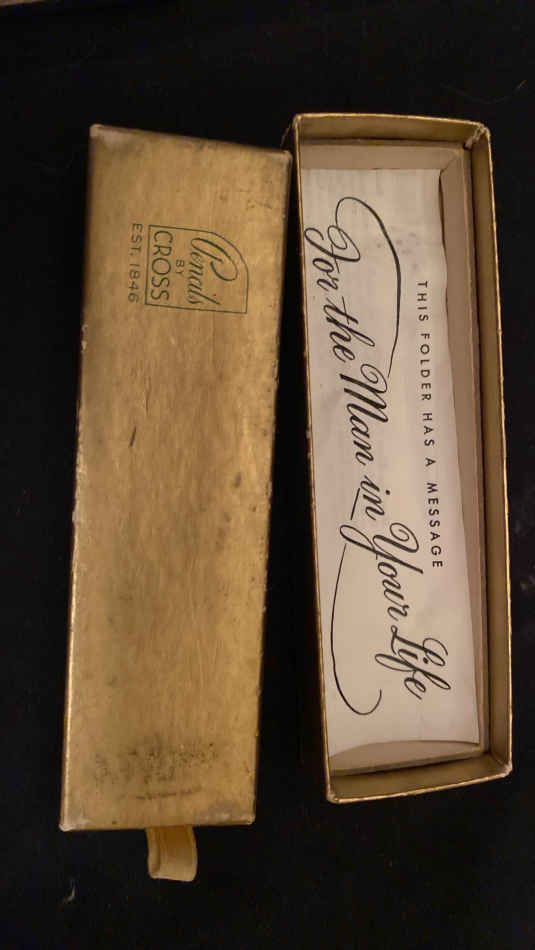 Pencils
BY
CROSS
EST. 1846
THIS FOLDER HAS A MESSAGE
For the Man in Your Life